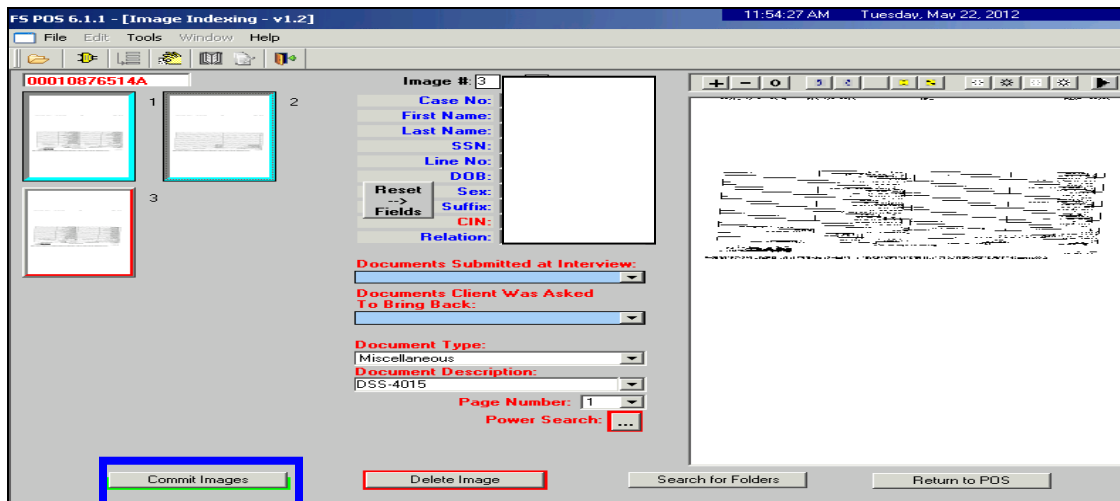 FS POS 6.1.1 - [Image Indexing - v1.2]
11:54:27 AM Tuesday, May 22, 2012
File Edit Tools Window Help
00010876514A
1
2
3
Image #: 3
Case No:
First Name:
Last Name:
SSN:
Line No:
DOB:
Sex:
Suffix:
CIN:
Relation:
Reset
-->
Fields
Documents Submitted at Interview:
Documents Client Was Asked
To Bring Back:
Document Type:
Miscellaneous
Document Description:
DSS-4015
Page Number: 1
Power Search: ...
Commit Images
Delete Image
Search for Folders
Return to POS